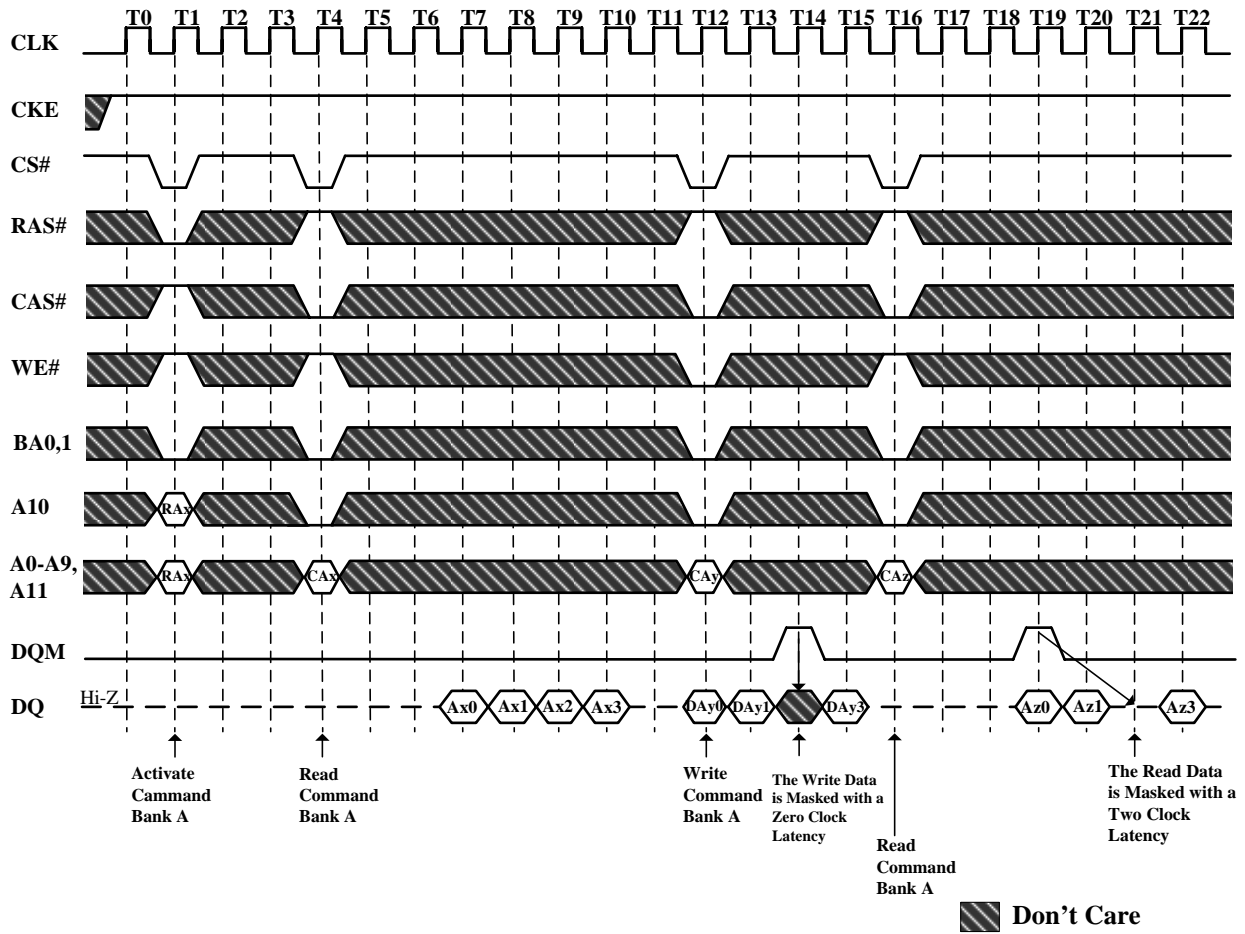 T0 T1 T2 T3 T4 T5 T6 T7 T8 T9 T10 T11 T12 T13 T14 T15 T16 T17 T18 T19 T20 T21 T22
CLK
CKE
CS#
RAS#
CAS#
WE#
BA0,1
A10 RAx
A0-A9,
A11
RAx CAx CAy CAz
DQM
DQ Hi-Z Ax0 Ax1 Ax2 Ax3 DAy0 DAy1 DAy3 Az0 Az1 Az3
Activate
Cammand
Bank A
Read
Command
Bank A
Write
Command
Bank A
The Write Data
is Masked with a
Zero Clock
Latency
Read
Command
Bank A
The Read Data
is Masked with a
Two Clock
Latency
Don't Care